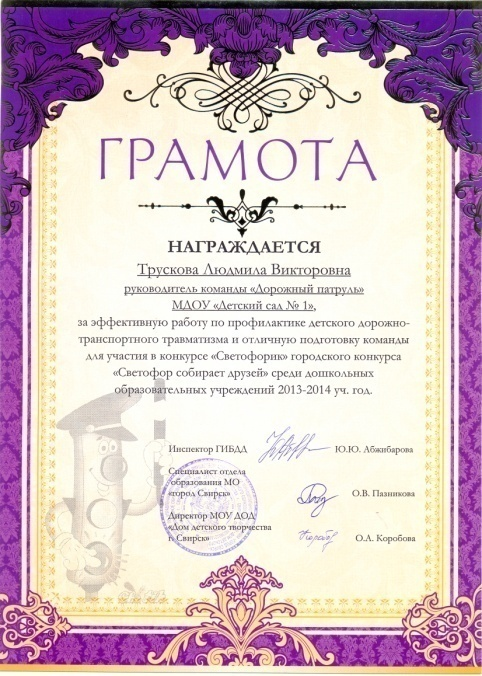 ГРАМОТА
НАГРАЖДАЕТСЯ
Трускова Людмила Викторовна
руководитель команды «Дорожный патруль»
МДОУ «Детский сад № 1»,
за эффективную работу по профилактике детского дорожно-
транспортного травматизма и отличную подготовку команды
для участия в конкурсе «Светофорик» городского конкурса
«Светофор собирает друзей» среди дошкольных
образовательных учреждений 2013-2014 уч. год.
Инспектор ГИБДД Ю.Ю. Абжибарова
Специалист отдела
образования МО
«город Свирск» О.В. Пазникова
Директор МОУ ДОД
«Дом детского творчества
г. Свирск» О.А. Коробова